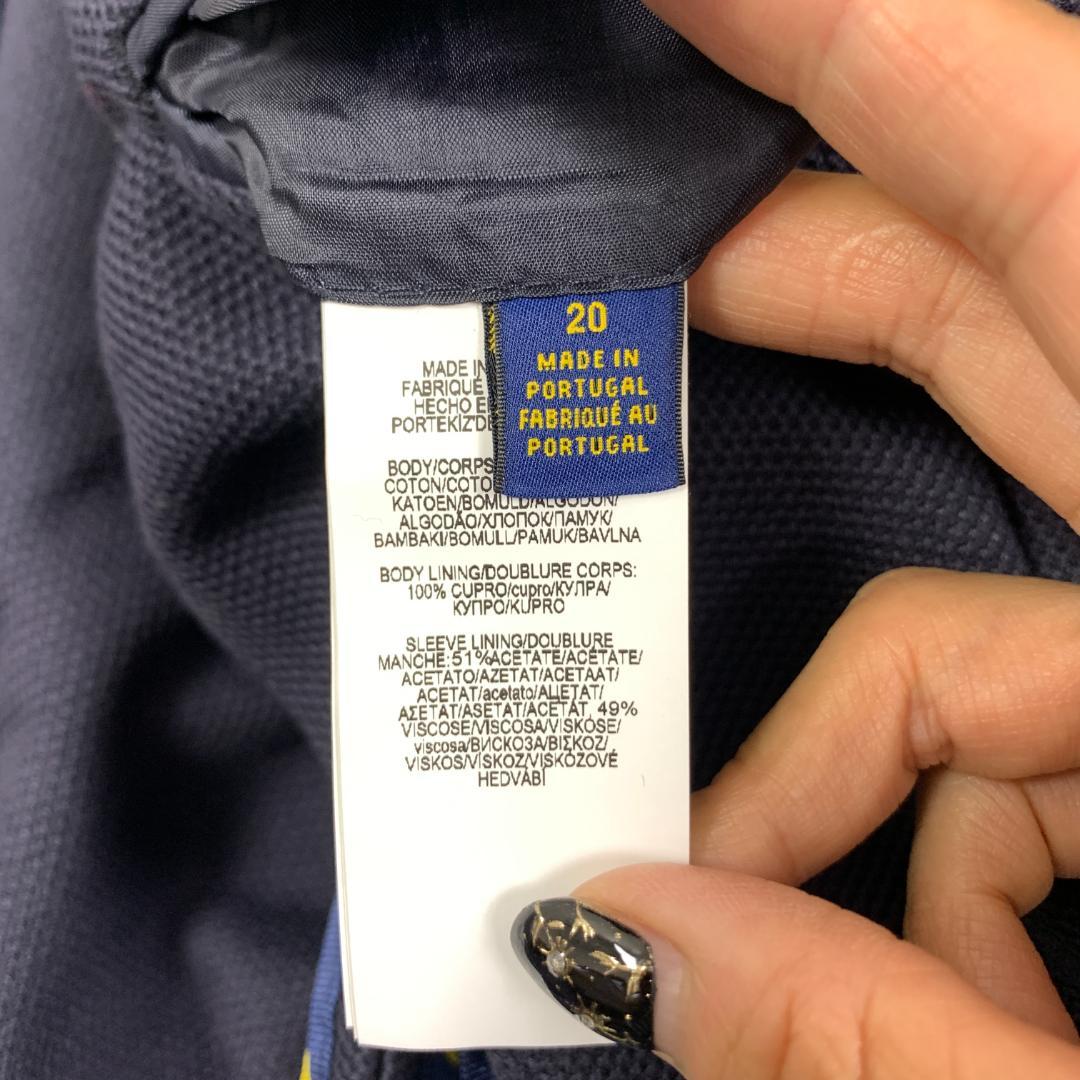 20
MADE IN
PORTUGAL
FABRIQUÉ AU
PORTUGAL
MADE IN
FABRIQUÉ
HECHO E
PORTEKİZ'DE
BODY/CORPS
COTON/COTO
KATOEN/BOMULD/ALGODÓN/
ALGODÃO/ХЛОПОК/ПАМУК/
BAMBAKI/BOMULL/PAMUK/BAVLNA
BODY LINING/DOUBLURE CORPS:
100% CUPRO/cupro/КУЛРА/
КУПРО/KUPRO
SLEEVE LINING/DOUBLURE
MANCHE: 51%ACETATE/ACÉTATE/
ACETATO/AZETAT/ACETAAT/
ACETAT/acetato/АЦЕТАТ/
ΑΣΕΤΑΤ/ASETAT/ACETÁT, 49%
VISCOSE/VISCOSA/VISKOSE/
viscosa/ВИСКОЗА/ΒΙΣΚΟΖ/
VISKOS/VİSKOZ/VISKÓZOVÉ
HEDVÁBÍ